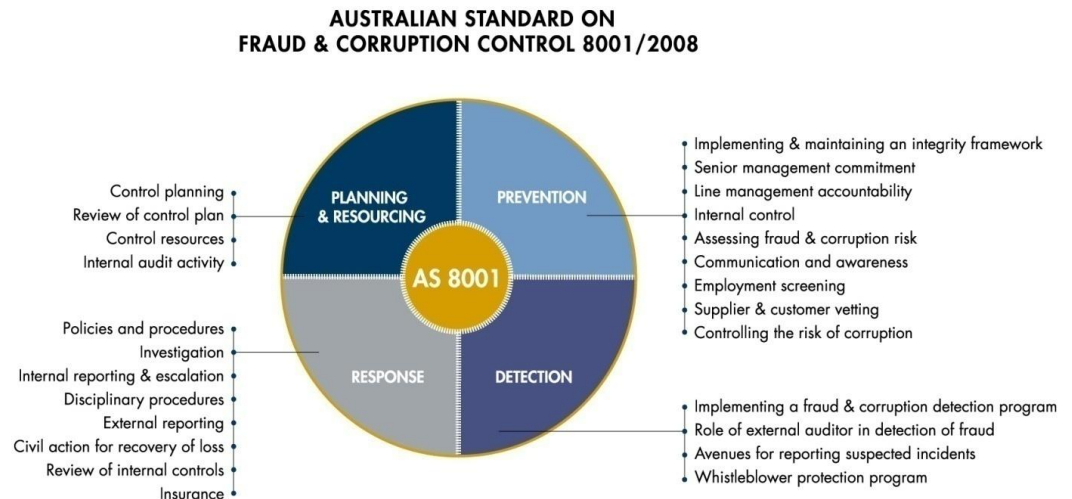 AUSTRALIAN STANDARD ON
FRAUD & CORRUPTION CONTROL 8001/2008
Control planning
Review of control plan
Control resources
Internal audit activity
PLANNING
& RESOURCING
PREVENTION
Implementing & maintaining an integrity framework
Senior management commitment
Line management accountability
Internal control
Assessing fraud & corruption risk
Communication and awareness
Employment screening
Supplier & customer vetting
Controlling the risk of corruption
AS 8001
Policies and procedures
Investigation
Internal reporting & escalation
Disciplinary procedures
External reporting
Civil action for recovery of loss
Review of internal controls
Insurance
RESPONSE
DETECTION
Implementing a fraud & corruption detection program
Role of external auditor in detection of fraud
Avenues for reporting suspected incidents
Whistleblower protection program